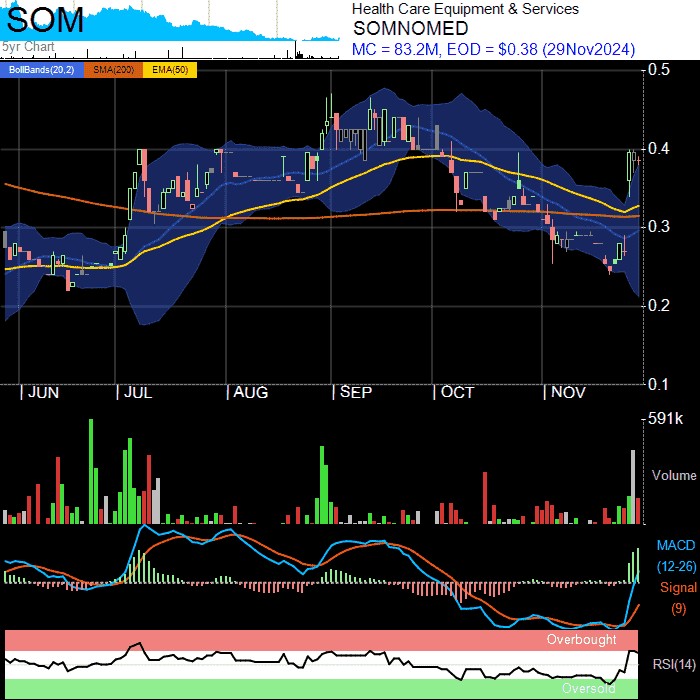 SOM
5yr Chart
Health Care Equipment & Services
SOMNOMED
MC = 83.2M, EOD = $0.38 (29Nov2024)
BollBands(20,2) SMA(200) EMA(50)
0.5
0.4
0.3
0.2
0.1
JUN JUL AUG SEP OCT NOV
591k
Volume
MACD
(12-26)
Signal
(9)
Overbought
RSI(14)
Oversold